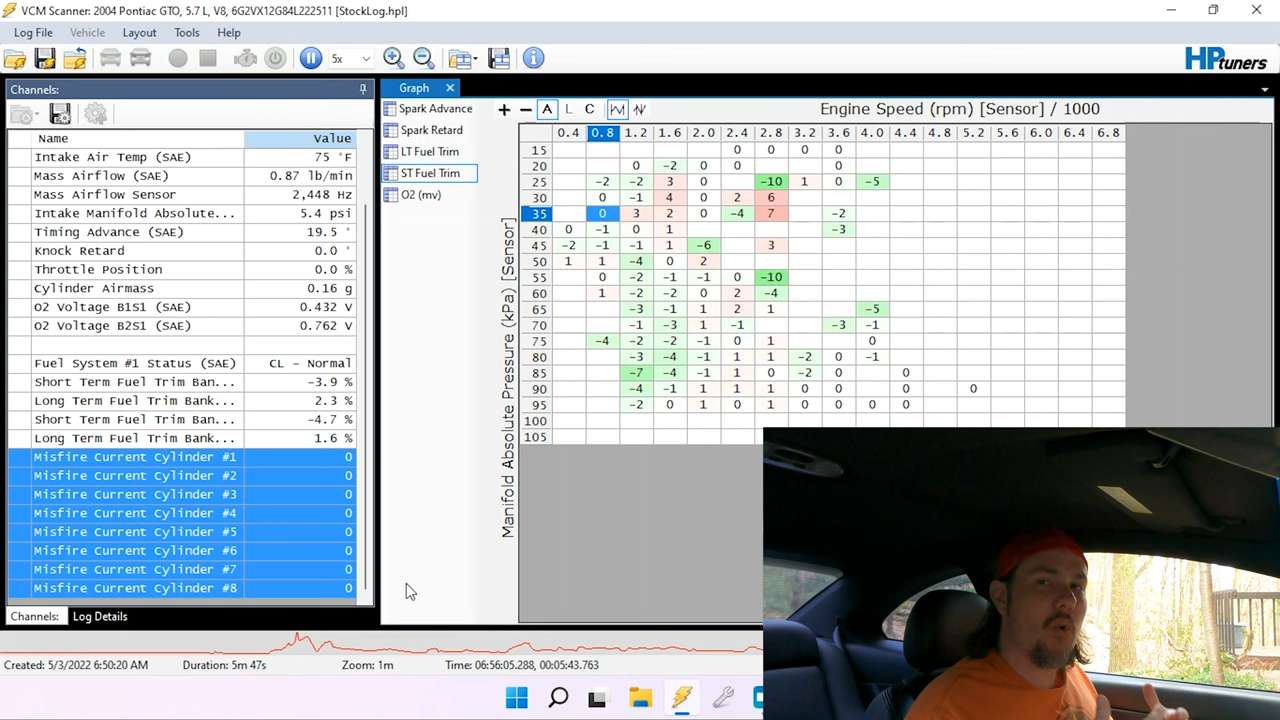 VCM Scanner: 2004 Pontiac GTO, 5.7 L, V8, 6G2VX12G84L222511 [StockLog.hpl]
Log File Vehicle Layout Tools Help
5x
HPtuners
Channels:
Name Value
Intake Air Temp (SAE) 75 °F
Mass Airflow (SAE) 0.87 lb/min
Mass Airflow Sensor 2,448 Hz
Intake Manifold Absolute... 5.4 psi
Timing Advance (SAE) 19.5 °
Knock Retard 0.0 °
Throttle Position 0.0 %
Cylinder Airmass 0.16 g
O2 Voltage B1S1 (SAE) 0.432 V
O2 Voltage B2S1 (SAE) 0.762 V
Fuel System #1 Status (SAE) CL - Normal
Short Term Fuel Trim Ban... -3.9 %
Long Term Fuel Trim Bank... 2.3 %
Short Term Fuel Trim Ban... -4.7 %
Long Term Fuel Trim Bank... 1.6 %
Misfire Current Cylinder #1 0
Misfire Current Cylinder #2 0
Misfire Current Cylinder #3 0
Misfire Current Cylinder #4 0
Misfire Current Cylinder #5 0
Misfire Current Cylinder #6 0
Misfire Current Cylinder #7 0
Misfire Current Cylinder #8 0
Channels: Log Details
Graph
Spark Advance
Spark Retard
LT Fuel Trim
ST Fuel Trim
O2 (mv)
A L C
Engine Speed (rpm) [Sensor] / 1000
Manifold Absolute Pressure (kPa) [Sensor]
0.4 0.8 1.2 1.6 2.0 2.4 2.8 3.2 3.6 4.0 4.4 4.8 5.2 5.6 6.0 6.4 6.8
15 0 0 0 0
20 0 -2 0 0 0
25 -2 -2 3 0 -10 1 0 -5
30 0 -1 4 0 2 6
35 0 3 2 0 -4 7 -2
40 0 -1 0 1 -3
45 -2 -1 -1 1 -6 3
50 1 1 -4 0 2
55 0 -2 -1 -1 0 -10
60 1 -2 -2 0 2 -4
65 -3 -1 1 2 1 -5
70 -1 -3 1 -1 -3 -1
75 -4 -2 -2 -1 0 1 0
80 -3 -4 -1 1 1 -2 0 -1
85 -7 -4 -1 1 0 -2 0 0
90 -4 -1 1 1 1 0 0 0
95 -2 0 1 0 1 0 0 0 0
100
105
Created: 5/3/2022 6:50:20 AM Duration: 5m 47s Zoom: 1m Time: 06:56:05.288, 00:05:43.763